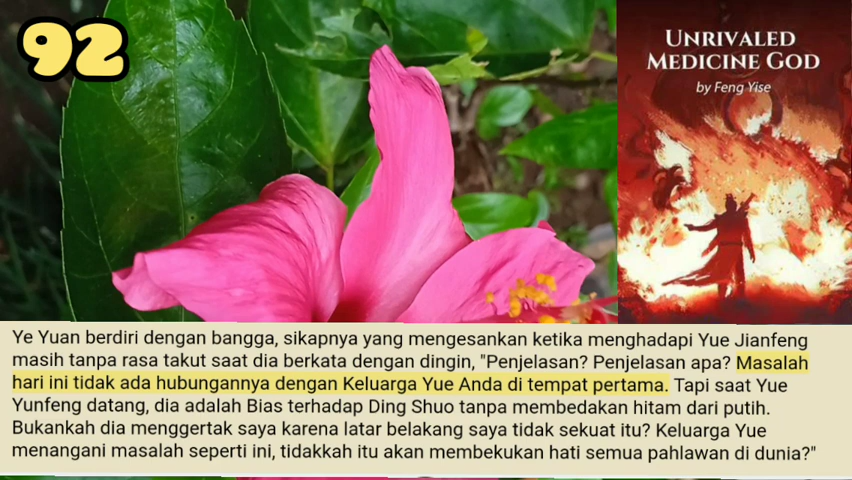 92
UNRIVALED
MEDICINE GOD
by Feng Yise
Ye Yuan berdiri dengan bangga, sikapnya yang mengesankan ketika menghadapi Yue Jianfeng
masih tanpa rasa takut saat dia berkata dengan dingin, "Penjelasan? Penjelasan apa? Masalah
hari ini tidak ada hubungannya dengan Keluarga Yue Anda di tempat pertama. Tapi saat Yue
Yunfeng datang, dia adalah Bias terhadap Ding Shuo tanpa membedakan hitam dari putih.
Bukankah dia menggertak saya karena latar belakang saya tidak sekuat itu? Keluarga Yue
menangani masalah seperti ini, tidakkah itu akan membekukan hati semua pahlawan di dunia?"